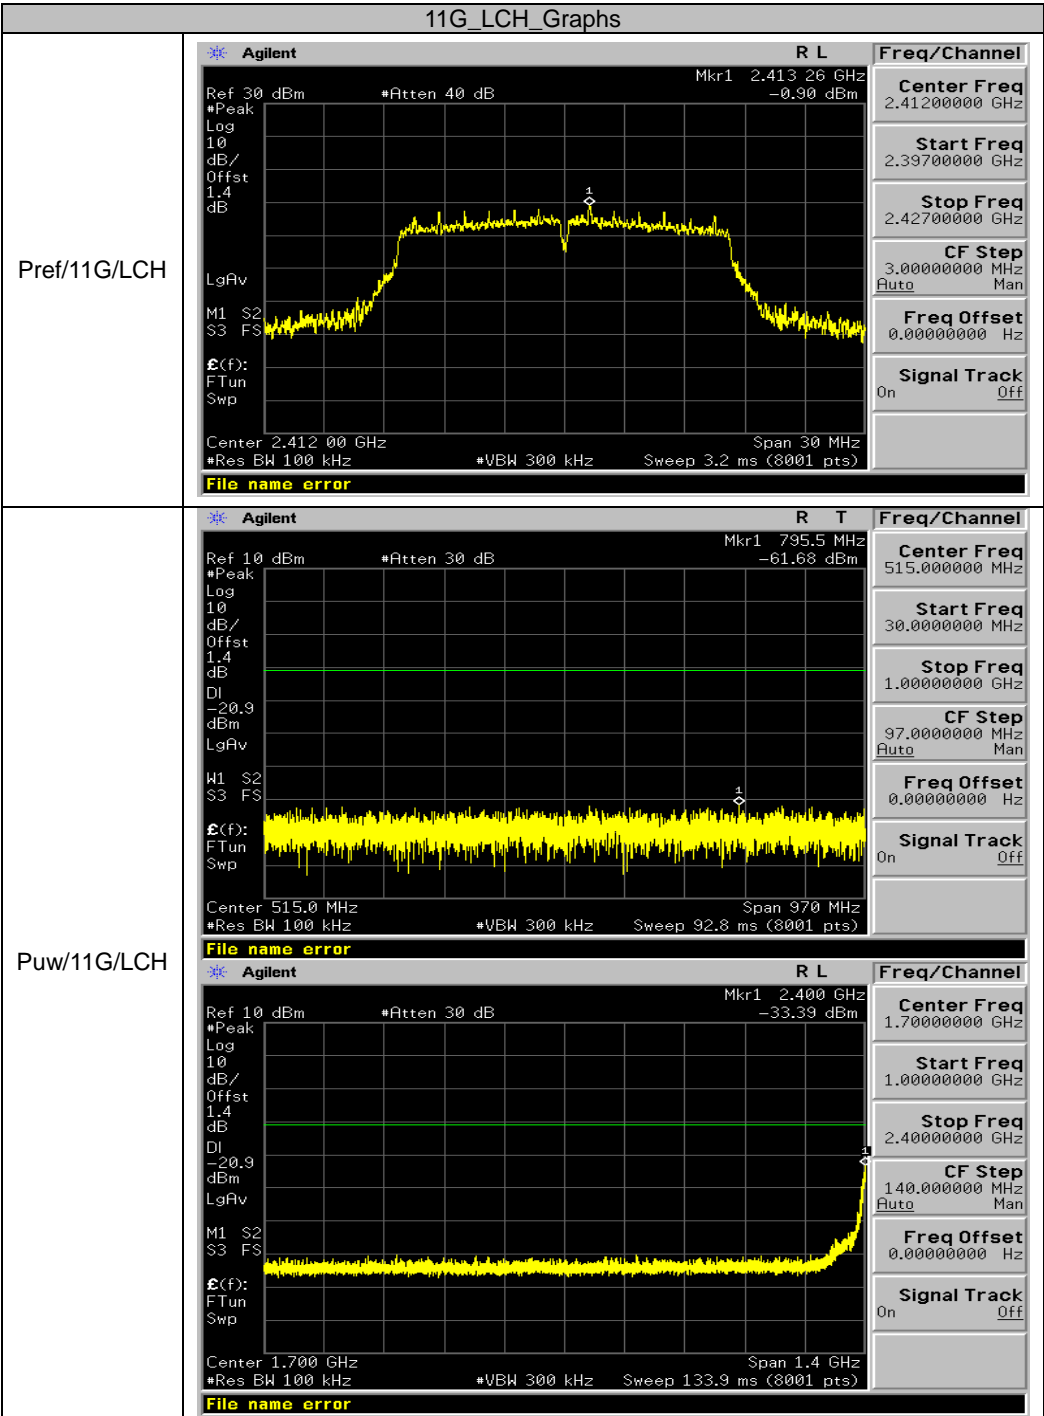 11G_LCH_Graphs
Pref/11G/LCH
Agilent
R L
Freq/Channel
Mkr1 2.413 26 GHz
Ref 30 dBm
#Atten 40 dB
-0.90 dBm
#Peak
Log
10
dB/
Offst
1.4
dB
LgAv
M1 S2
S3 FS
£(f):
FTun
Swp
1
Center 2.412 00 GHz
Span 30 MHz
#Res BW 100 kHz
#VBW 300 kHz
Sweep 3.2 ms (8001 pts)
File name error
Center Freq
2.41200000 GHz
Start Freq
2.39700000 GHz
Stop Freq
2.42700000 GHz
CF Step
3.00000000 MHz
Auto Man
Freq Offset
0.00000000 Hz
Signal Track
On Off
Puw/11G/LCH
Agilent
R T
Freq/Channel
Mkr1 795.5 MHz
Ref 10 dBm
#Atten 30 dB
-61.68 dBm
#Peak
Log
10
dB/
Offst
1.4
dB
DI
-20.9
dBm
LgAv
W1 S2
S3 FS
£(f):
FTun
Swp
1
Center 515.0 MHz
Span 970 MHz
#Res BW 100 kHz
#VBW 300 kHz
Sweep 92.8 ms (8001 pts)
File name error
Center Freq
515.000000 MHz
Start Freq
30.0000000 MHz
Stop Freq
1.00000000 GHz
CF Step
97.0000000 MHz
Auto Man
Freq Offset
0.00000000 Hz
Signal Track
On Off
Agilent
R L
Freq/Channel
Mkr1 2.400 GHz
Ref 10 dBm
#Atten 30 dB
-33.39 dBm
#Peak
Log
10
dB/
Offst
1.4
dB
DI
-20.9
dBm
LgAv
M1 S2
S3 FS
£(f):
FTun
Swp
1
Center 1.700 GHz
Span 1.4 GHz
#Res BW 100 kHz
#VBW 300 kHz
Sweep 133.9 ms (8001 pts)
File name error
Center Freq
1.70000000 GHz
Start Freq
1.00000000 GHz
Stop Freq
2.40000000 GHz
CF Step
140.000000 MHz
Auto Man
Freq Offset
0.00000000 Hz
Signal Track
On Off